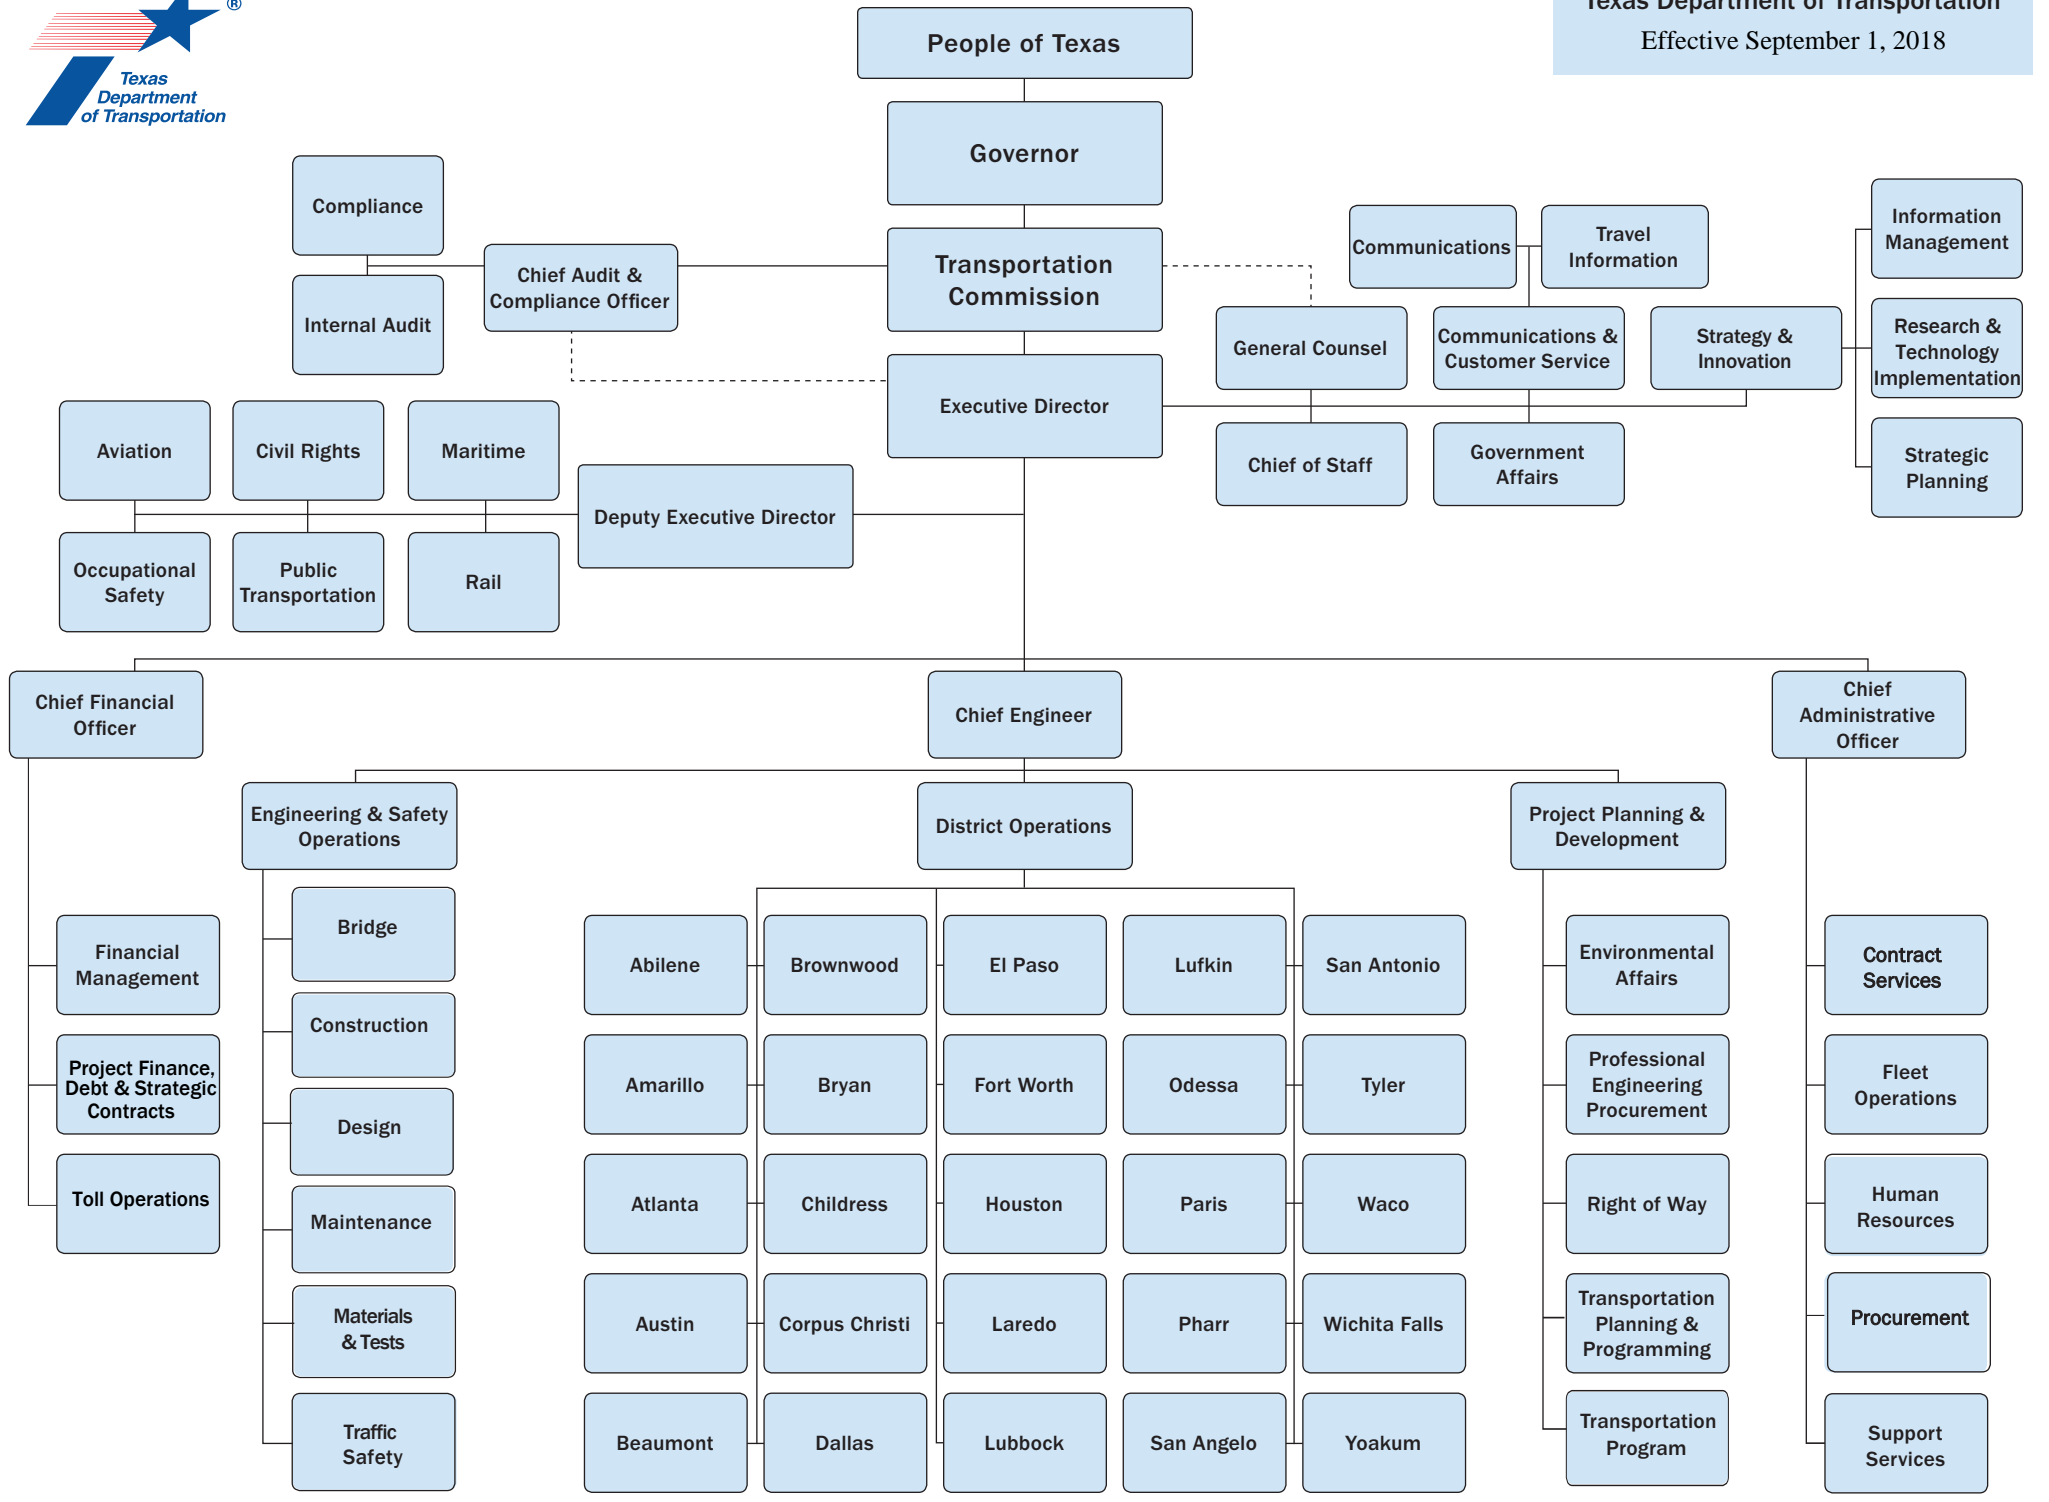 ®
Texas
Department
of Transportation
Texas Department of Transportation
Effective September 1, 2018
People of Texas
Governor
Transportation
Commission
Executive Director
Compliance
Internal Audit
Chief Audit &
Compliance Officer
General Counsel
Chief of Staff
Communications
Travel
Information
Communications &
Customer Service
Government
Affairs
Strategy &
Innovation
Information
Management
Research &
Technology
Implementation
Strategic
Planning
Aviation
Civil Rights
Maritime
Deputy Executive Director
Occupational
Safety
Public
Transportation
Rail
Chief Financial
Officer
Chief Engineer
Chief
Administrative
Officer
Financial
Management
Project Finance,
Debt & Strategic
Contracts
Toll Operations
Engineering & Safety
Operations
Bridge
Construction
Design
Maintenance
Materials
& Tests
Traffic
Safety
District Operations
Abilene
Brownwood
El Paso
Lufkin
San Antonio
Amarillo
Bryan
Fort Worth
Odessa
Tyler
Atlanta
Childress
Houston
Paris
Waco
Austin
Corpus Christi
Laredo
Pharr
Wichita Falls
Beaumont
Dallas
Lubbock
San Angelo
Yoakum
Project Planning &
Development
Environmental
Affairs
Professional
Engineering
Procurement
Right of Way
Transportation
Planning &
Programming
Transportation
Program
Contract
Services
Fleet
Operations
Human
Resources
Procurement
Support
Services